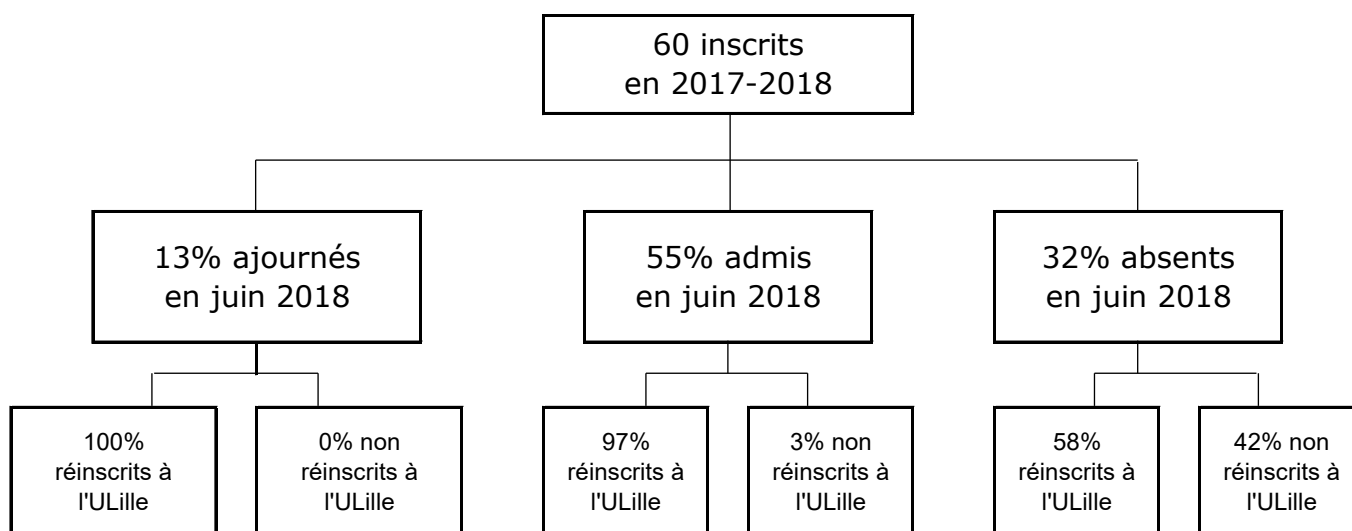 60 inscrits
en 2017-2018
13% ajournés
en juin 2018
55% admis
en juin 2018
32% absents
en juin 2018
100%
réinscrits à
l'ULille
0% non
réinscrits à
l'ULille
97%
réinscrits à
l'ULille
3% non
réinscrits à
l'ULille
58%
réinscrits à
l'ULille
42% non
réinscrits à
l'ULille